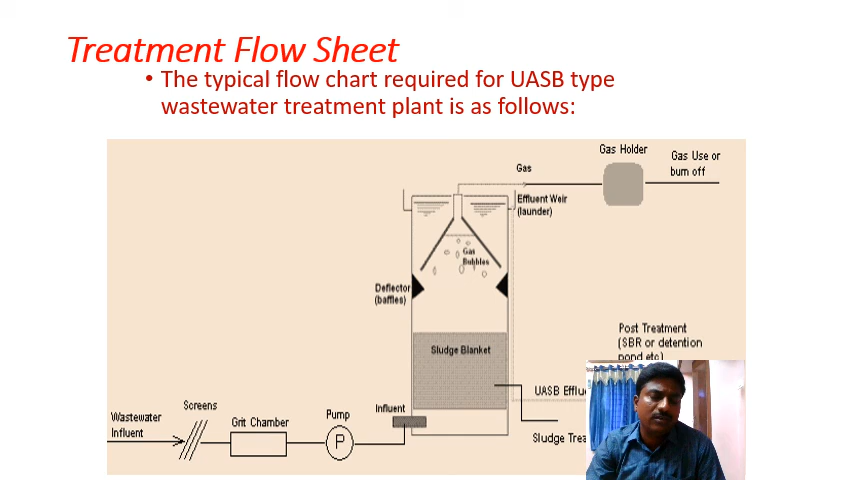 Treatment Flow Sheet
• The typical flow chart required for UASB type
wastewater treatment plant is as follows:
Gas Holder
Gas Use or
burn off
Gas
Effluent Weir
(launder)
Gas
Bubbles
Deflector
(baffles)
Post Treatment
(SBR or detention
pond etc)
Sludge Blanket
UASB
Influent
Screens
Pump
Wastewater
Influent
Grit Chamber
P
Sludge